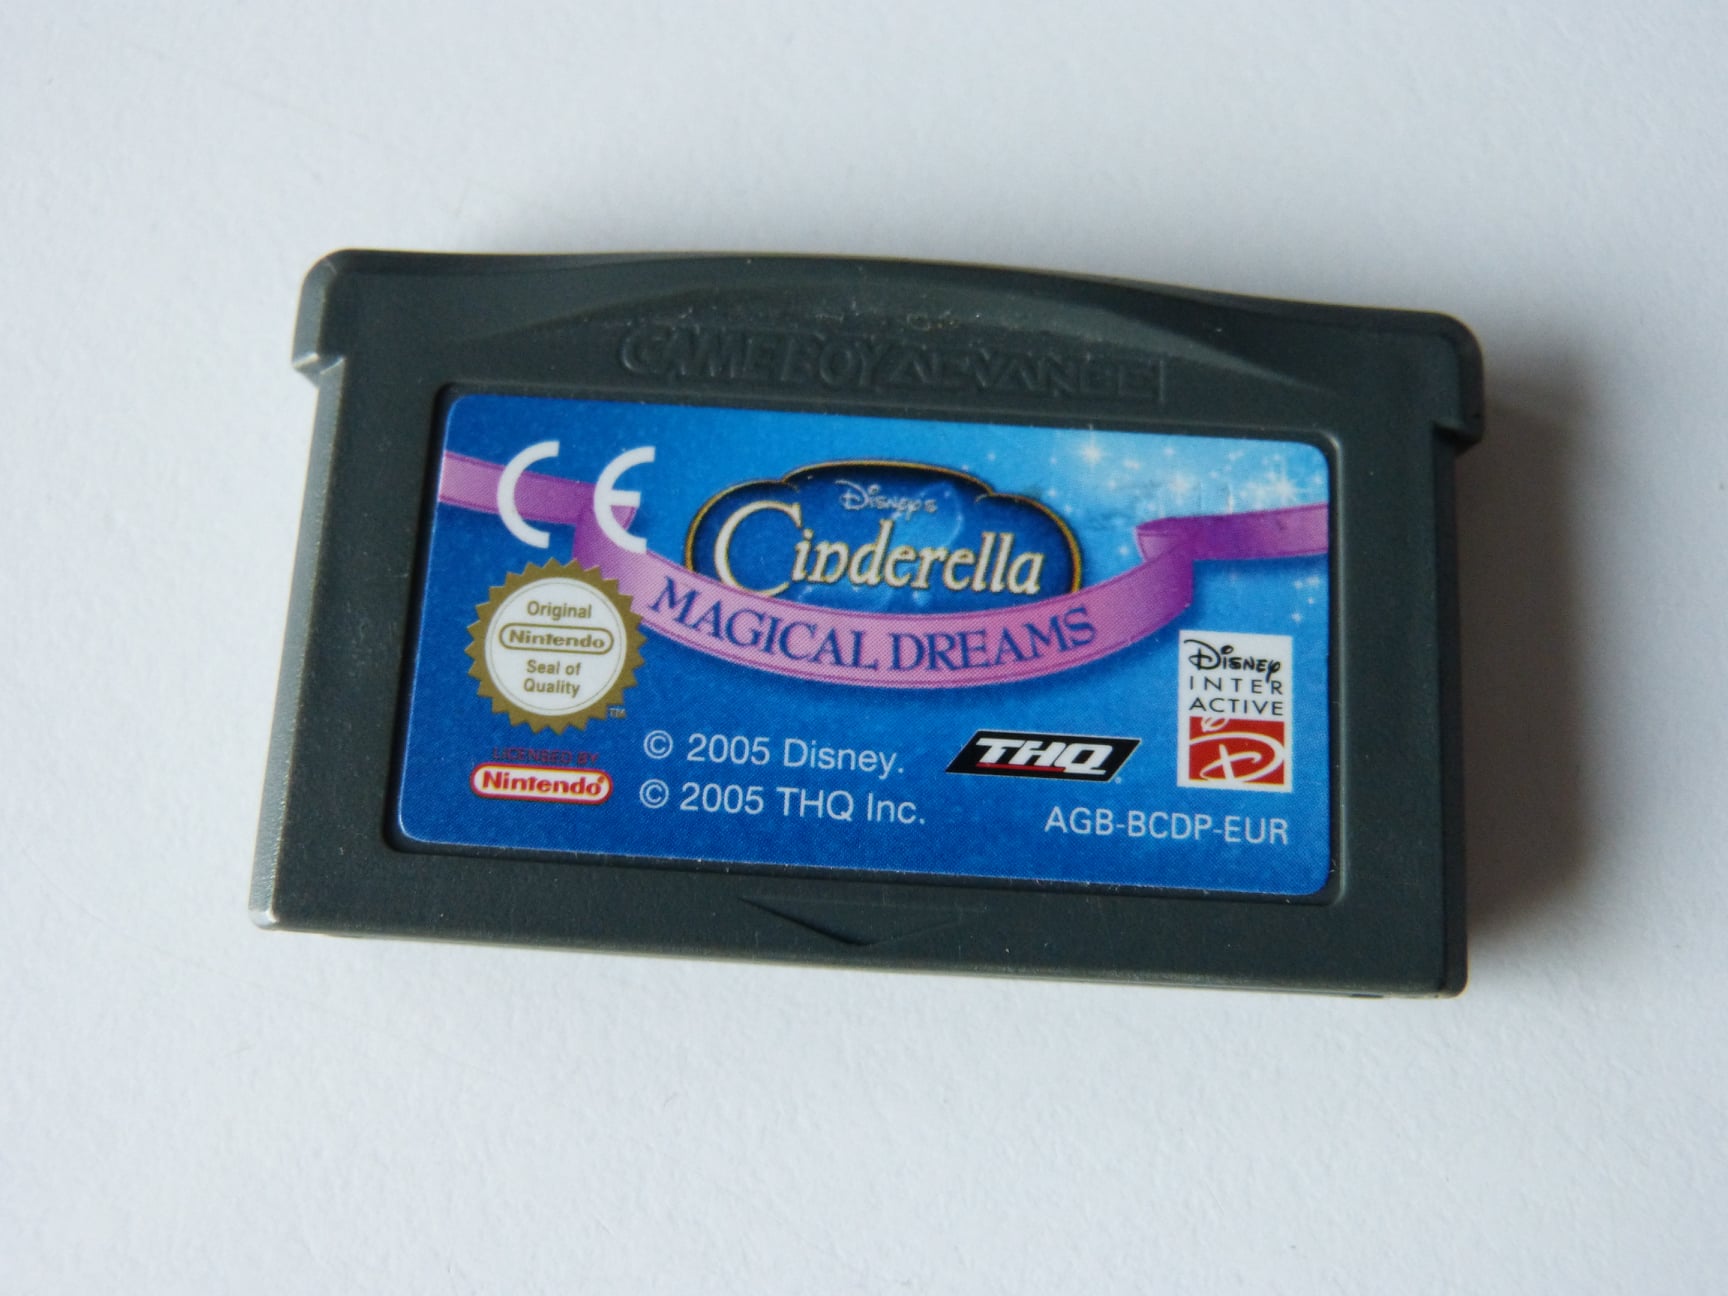 GAME BOY ADVANCE
CE
Disney's
Cinderella
MAGICAL DREAMS
Original
Nintendo
Seal of
Quality
TM
LICENSED BY
Nintendo®
© 2005 Disney.
© 2005 THQ Inc.
THQ®
DISNEY
INTER
ACTIVE
D
AGB-BCDP-EUR